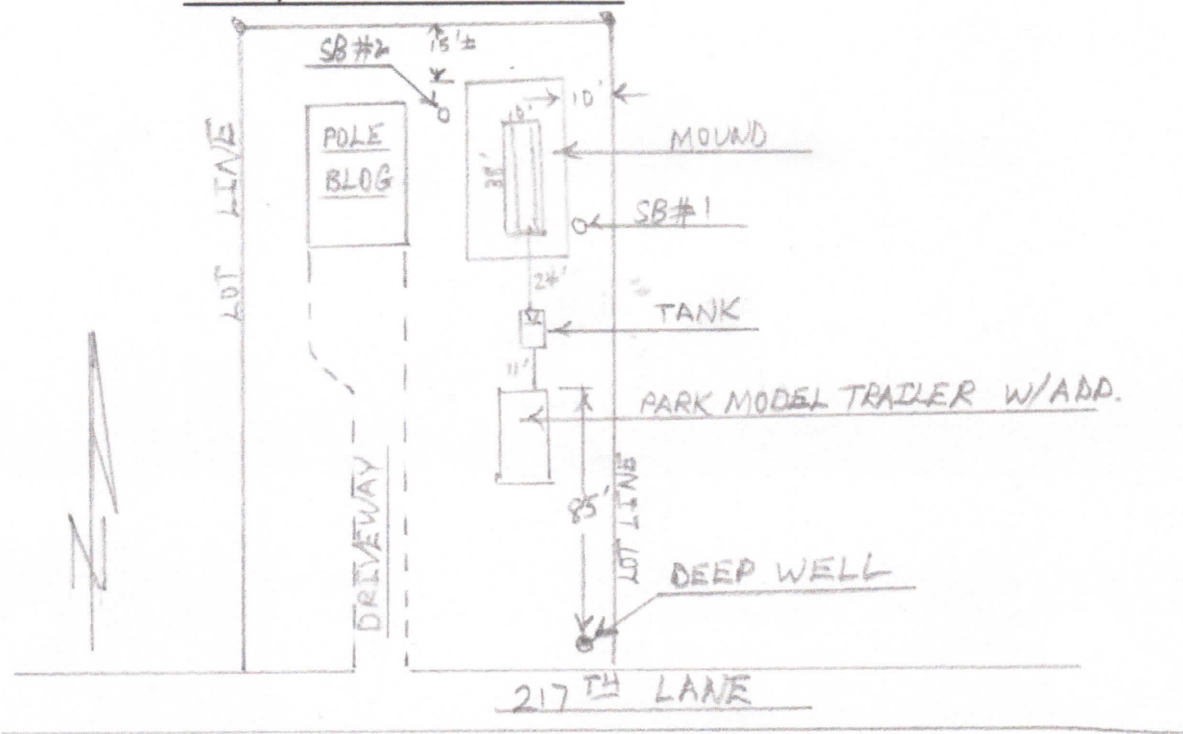 SB#2
15'±
10'
10'
POLE
BLDG
MOUND
38'
SB#1
LOT LINE
24'
TANK
11'
PARK MODEL TRAILER W/ADD.
85'
LOT LINE
DRIVEWAY
N
DEEP WELL
217TH LANE